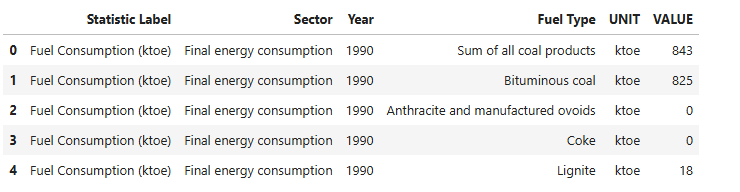 Statistic Label Sector Year Fuel Type UNIT VALUE
0 Fuel Consumption (ktoe) Final energy consumption 1990 Sum of all coal products ktoe 843
1 Fuel Consumption (ktoe) Final energy consumption 1990 Bituminous coal ktoe 825
2 Fuel Consumption (ktoe) Final energy consumption 1990 Anthracite and manufactured ovoids ktoe 0
3 Fuel Consumption (ktoe) Final energy consumption 1990 Coke ktoe 0
4 Fuel Consumption (ktoe) Final energy consumption 1990 Lignite ktoe 18